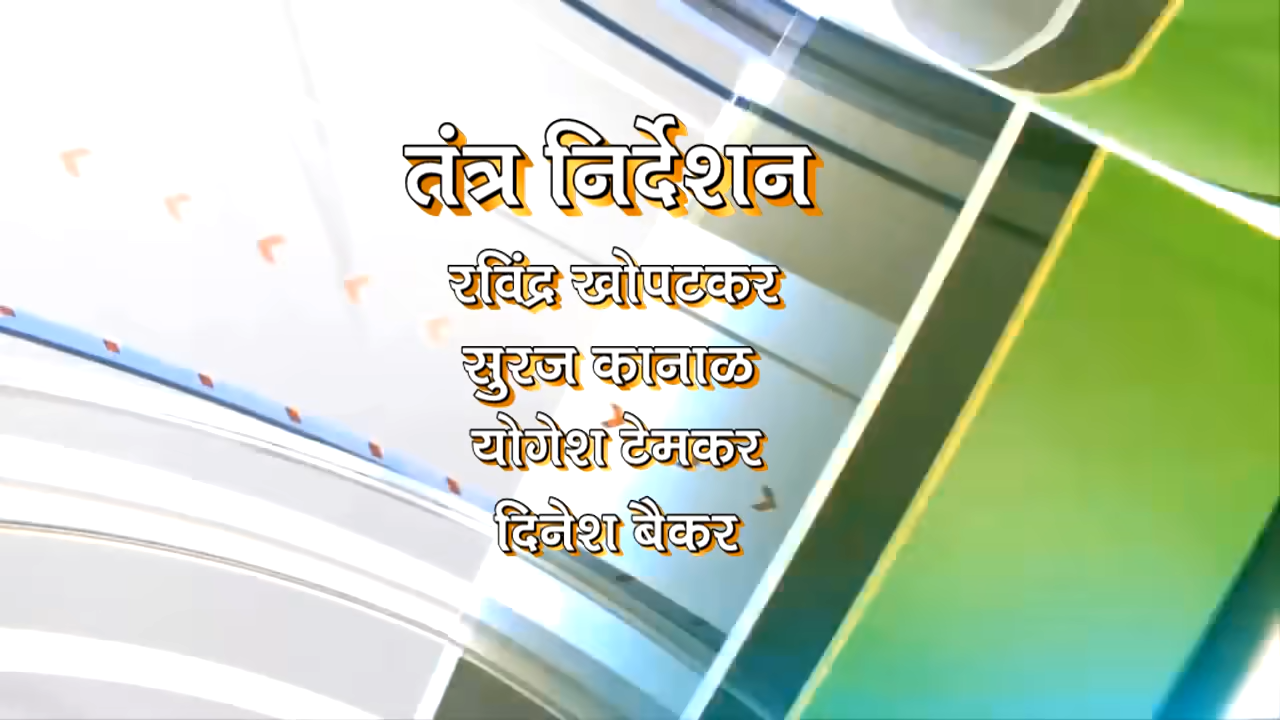 तंत्र निर्देशन
रविंद्र खोपटकर
सुरज कानाळ
योगेश टेमकर
दिनेश बैकर